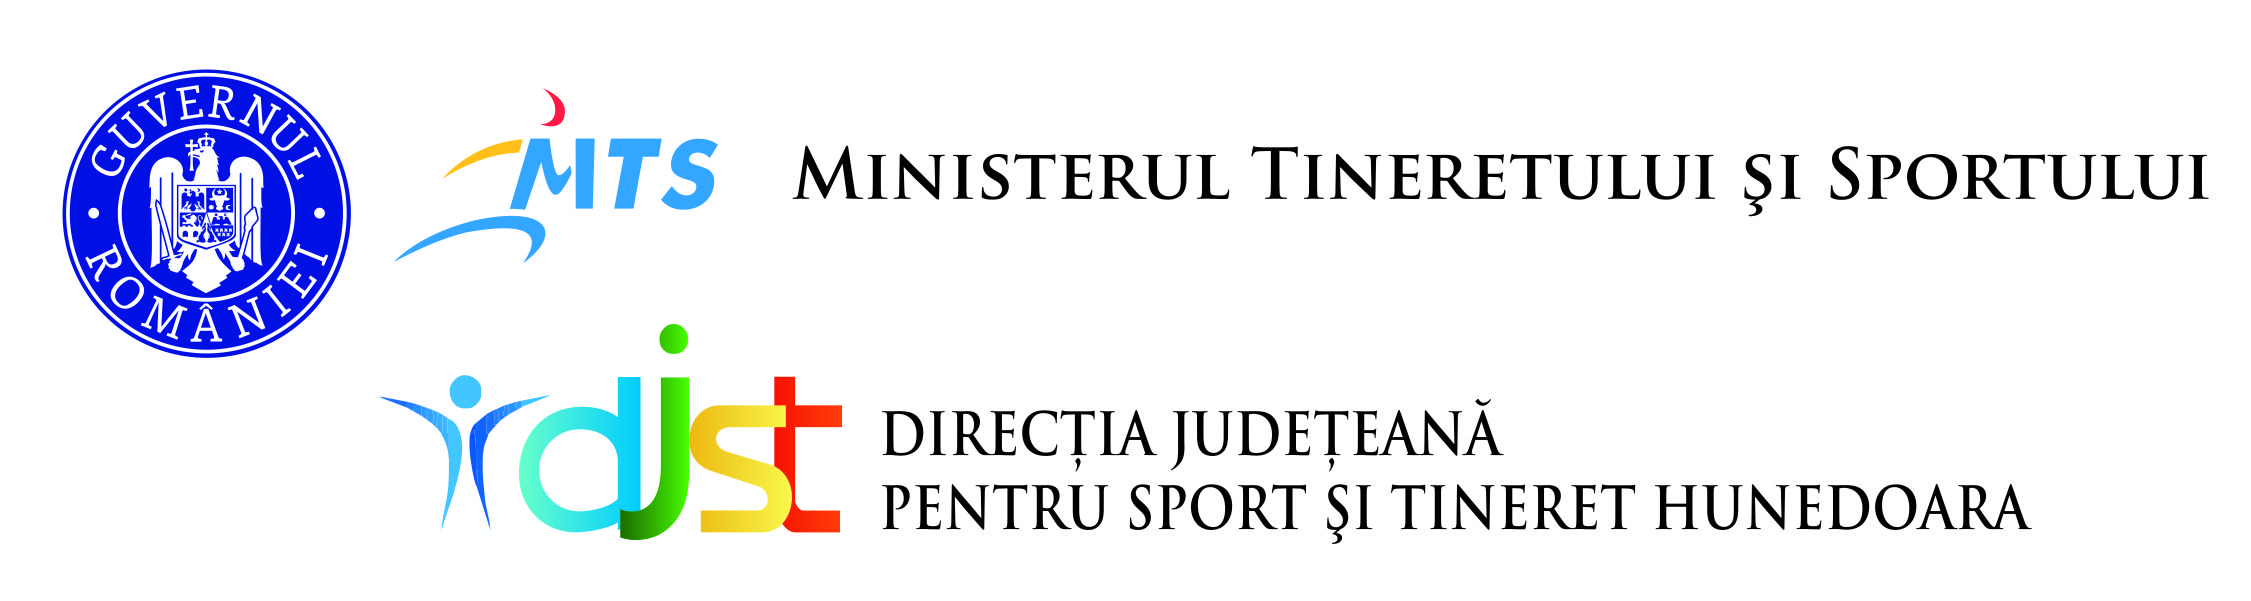 GUVERNUL ROMÂNIEI
MTS
MINISTERUL TINERETULUI ŞI SPORTULUI
djst
DIRECȚIA JUDEȚEANĂ
PENTRU SPORT ŞI TINERET HUNEDOARA